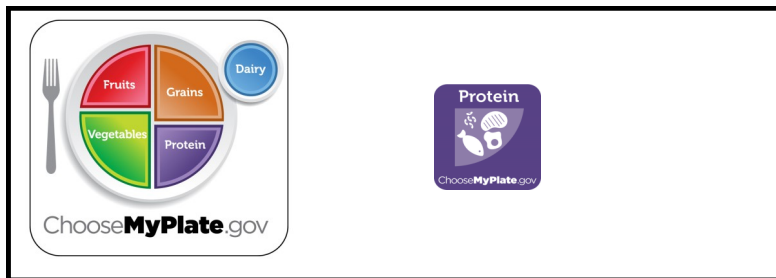 Fruits
Grains
Dairy
Vegetables
Protein
ChooseMyPlate.gov
Protein
ChooseMyPlate.gov